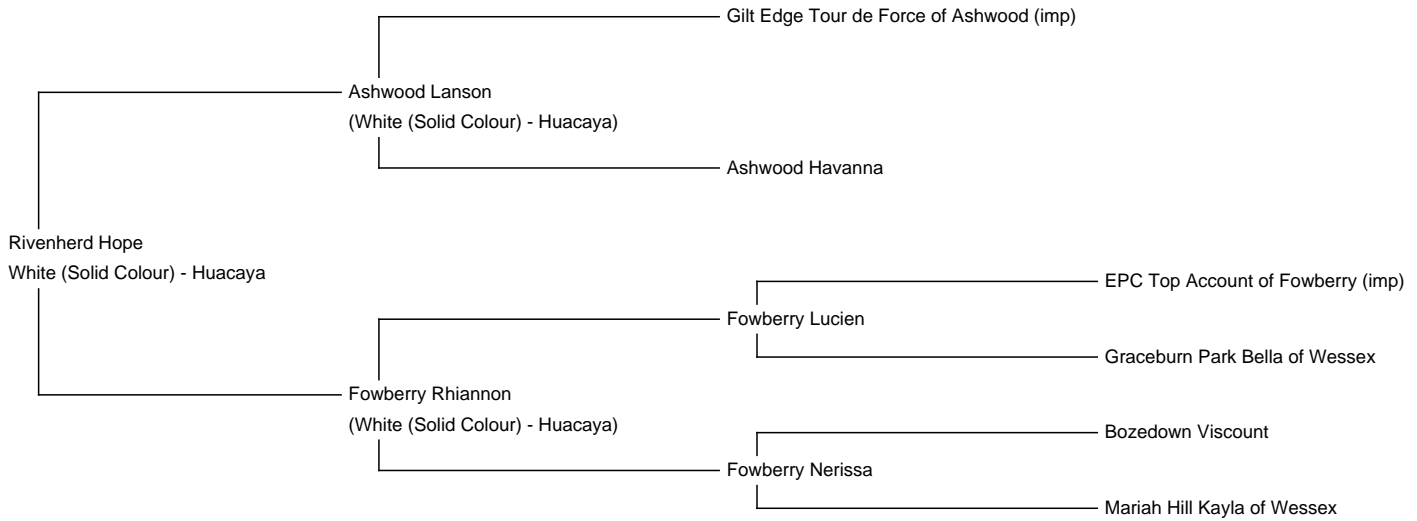 Gilt Edge Tour de Force of Ashwood (imp)
Ashwood Lanson
(White (Solid Colour) - Huacaya)
Ashwood Havanna
Rivenherd Hope
White (Solid Colour) - Huacaya
EPC Top Account of Fowberry (imp)
Fowberry Lucien
Graceburn Park Bella of Wessex
Fowberry Rhiannon
(White (Solid Colour) - Huacaya)
Bozedown Viscount
Fowberry Nerissa
Mariah Hill Kayla of Wessex